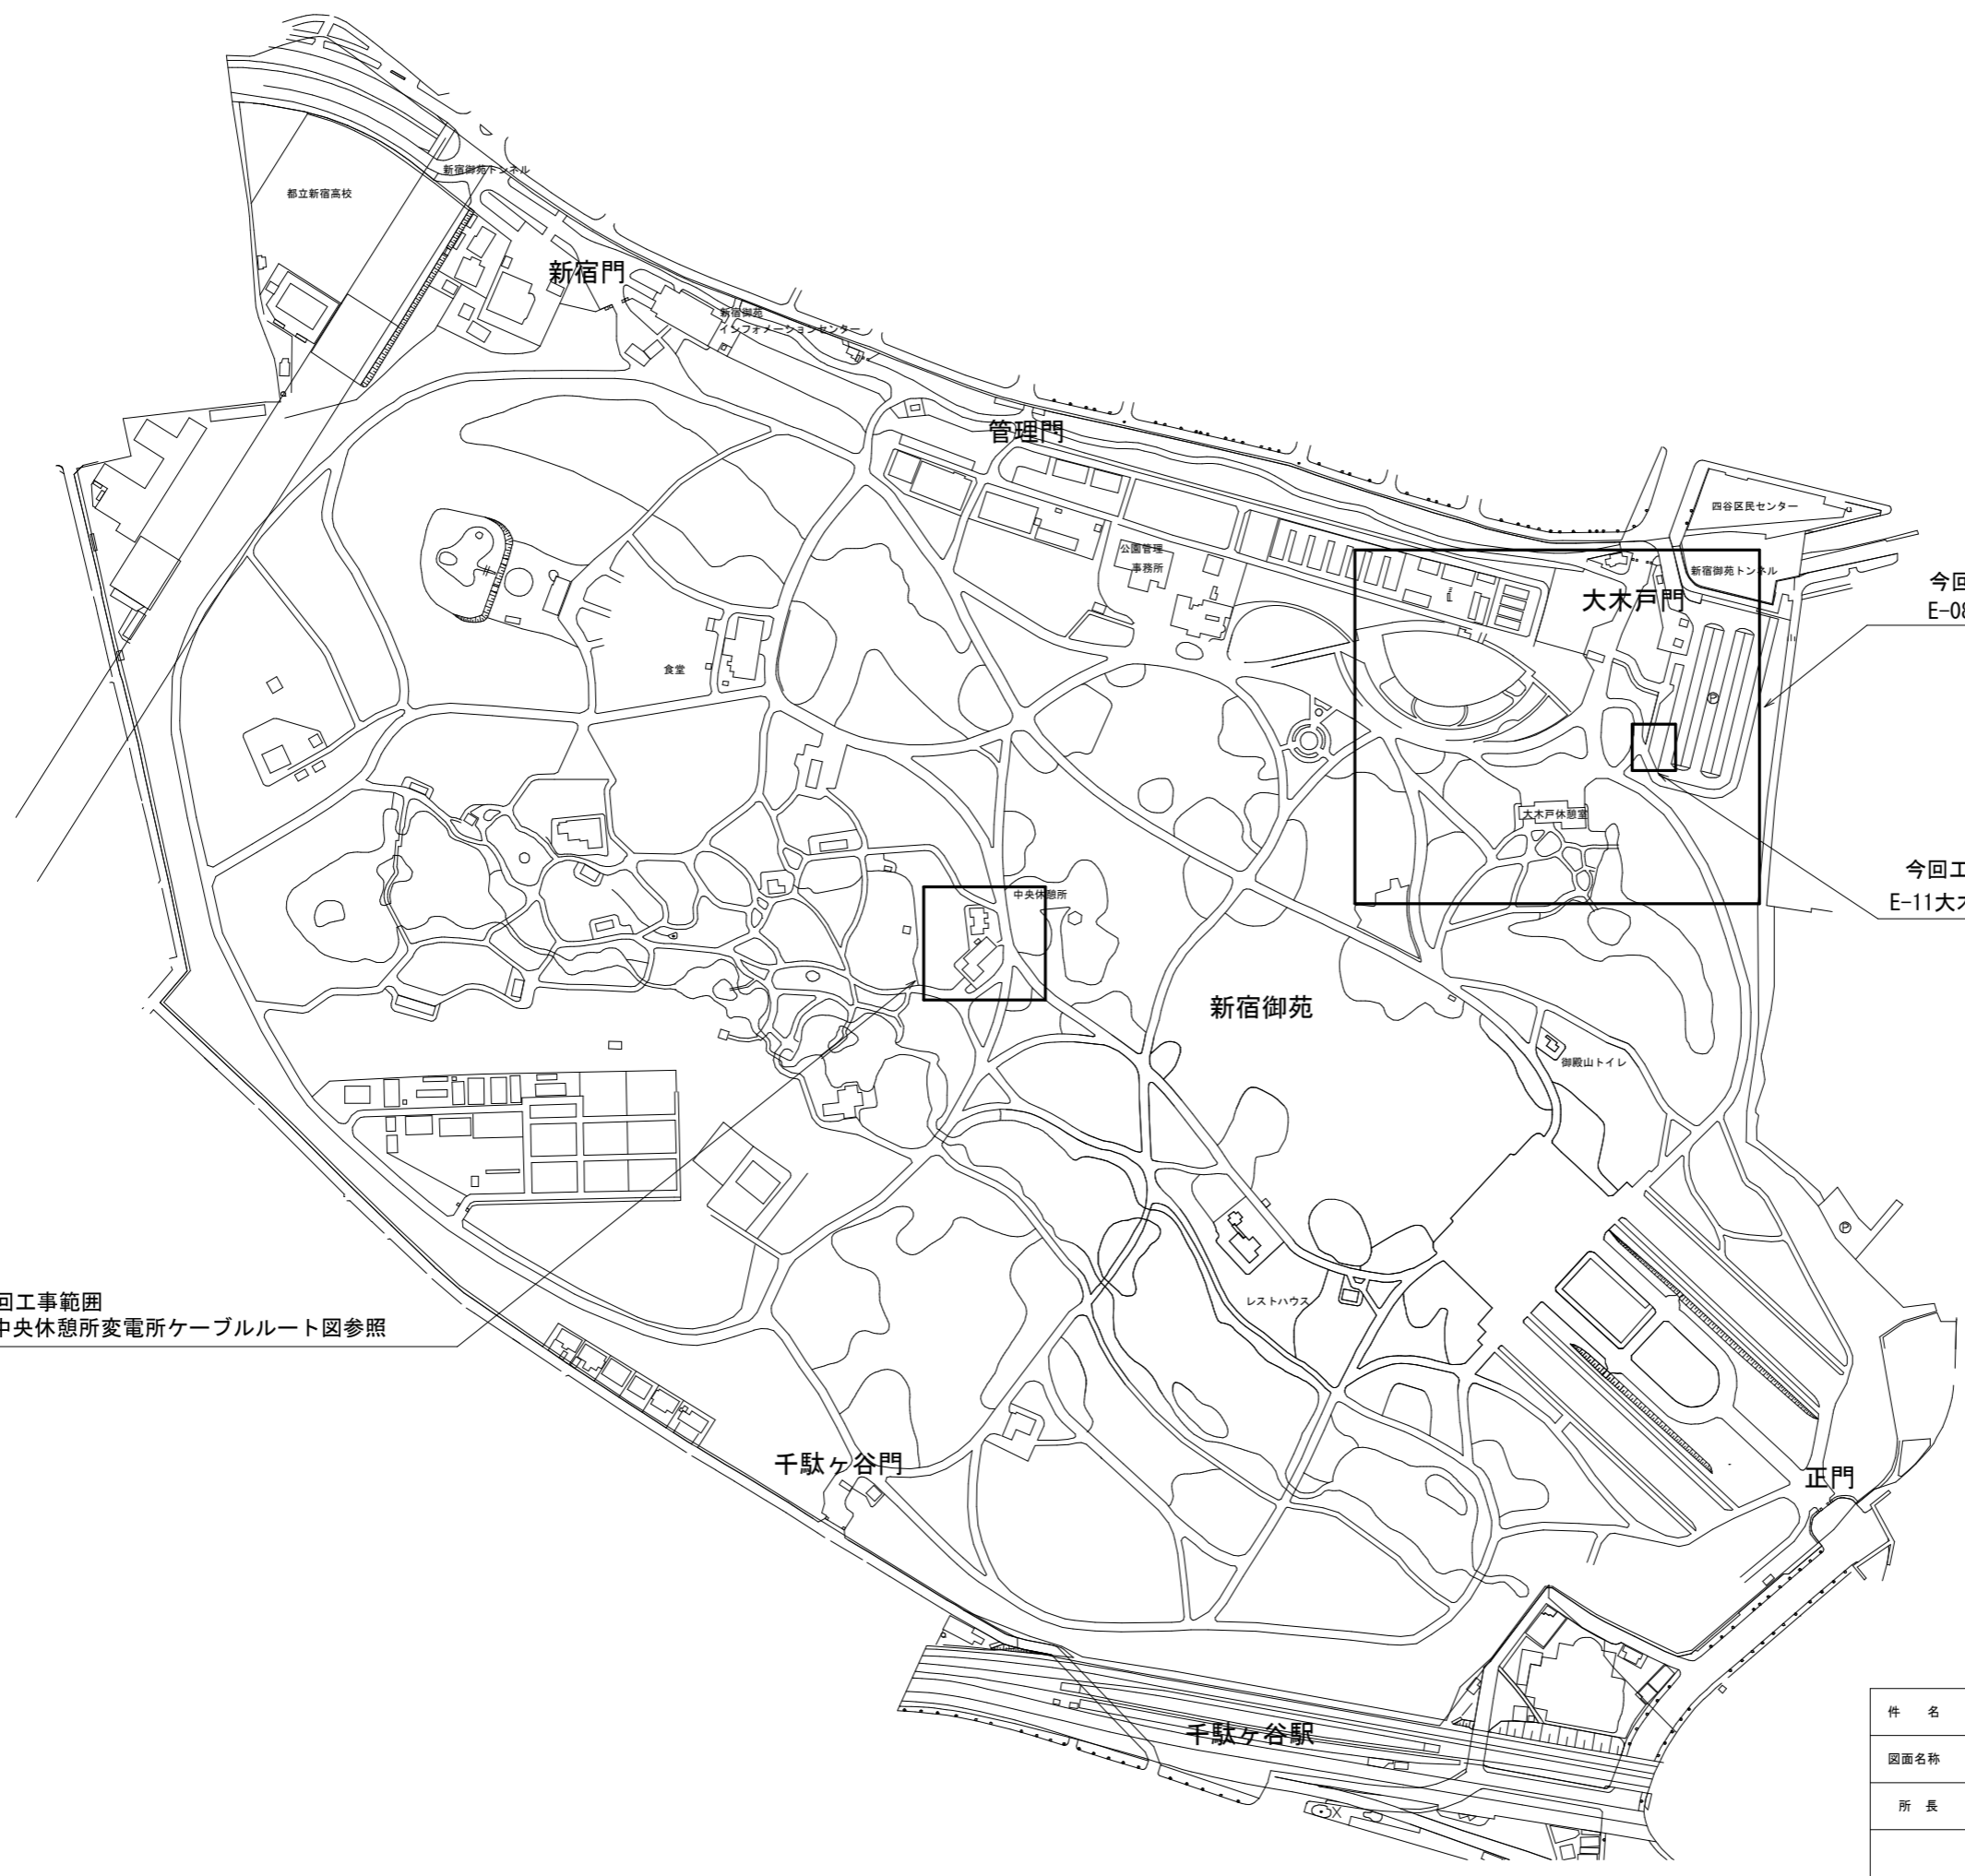 新宿御苑トンネル
都立新宿高校
新宿門
新宿御苑
インフォメーションセンター
管理門
四谷区民センター
公園管理
事務所
新宿御苑トンネル
大木戸門
今回
E-08
食堂
P
大木戸休憩室
今回工
E-11大木
中央休憩所
新宿御苑
御殿山トイレ
P
レストハウス
回工事範囲
中央休憩所変電所ケーブルルート図参照
千駄ヶ谷門
正門
千駄ヶ谷駅
件 名
図面名称
所 長